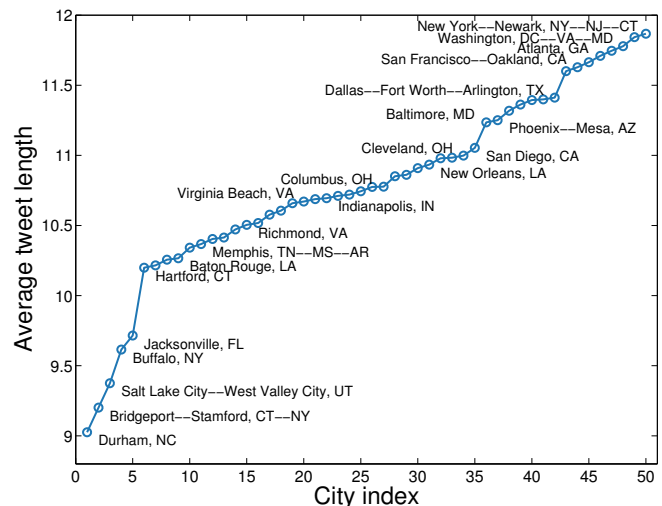 12
11.5
11
10.5
10
9.5
9
Average tweet length
New York−−Newark, NY−−NJ−−CT
Washington, DC−−VA−−MD
Atlanta, GA
San Francisco−−Oakland, CA
Dallas−−Fort Worth−−Arlington, TX
Baltimore, MD
Phoenix−−Mesa, AZ
Cleveland, OH
San Diego, CA
New Orleans, LA
Columbus, OH
Virginia Beach, VA
Indianapolis, IN
Richmond, VA
Memphis, TN−−MS−−AR
Baton Rouge, LA
Hartford, CT
Jacksonville, FL
Buffalo, NY
Salt Lake City−−West Valley City, UT
Bridgeport−−Stamford, CT−−NY
Durham, NC
0 5 10 15 20 25 30 35 40 45 50
City index